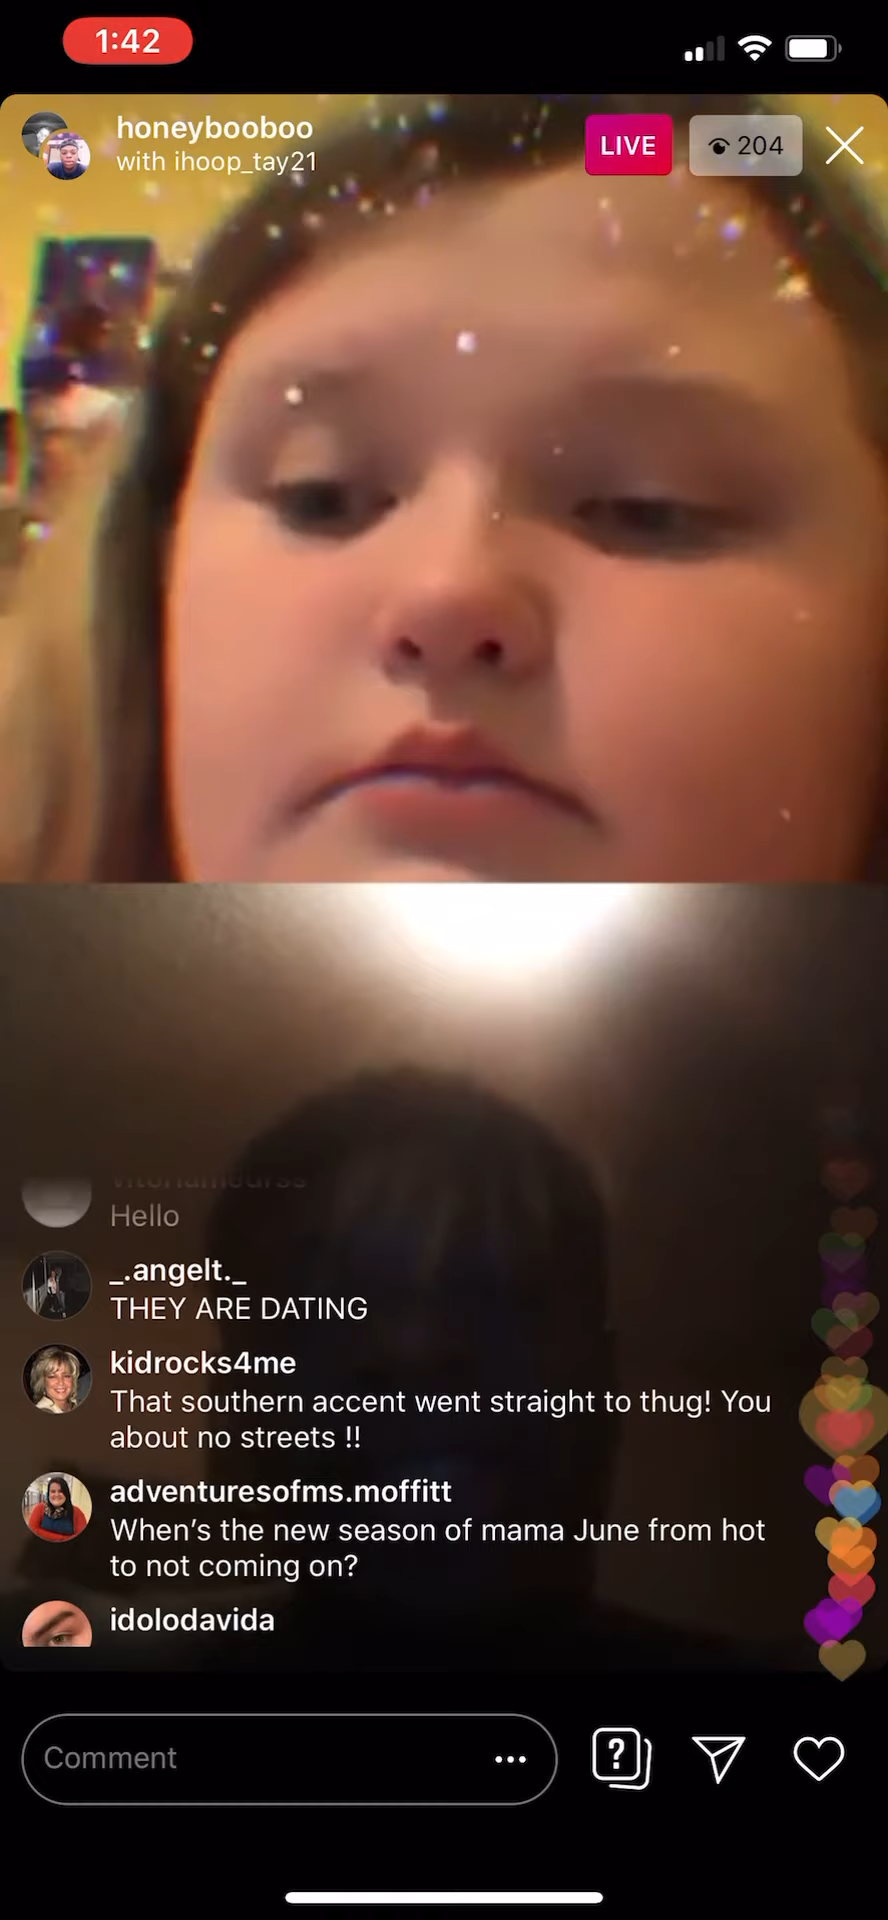 1:42
honeybooboo
with ihoop_tay21
LIVE
204
Hello
_.angelt._
THEY ARE DATING
kidrocks4me
That southern accent went straight to thug! You
about no streets !!
adventuresofms.moffitt
When’s the new season of mama June from hot
to not coming on?
idolodavida
Comment